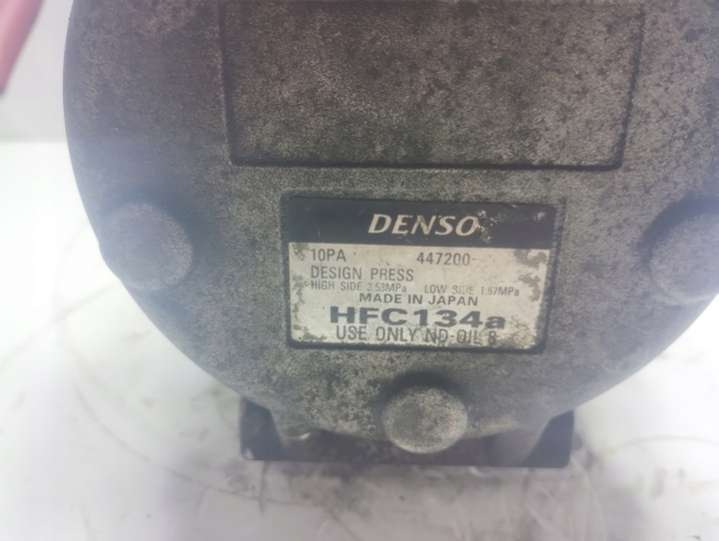 DENSO
10PA 447200-
DESIGN PRESS
HIGH SIDE 3.53MPa LOW SIDE 1.67MPa
MADE IN JAPAN
HFC134a
USE ONLY ND-OIL 8